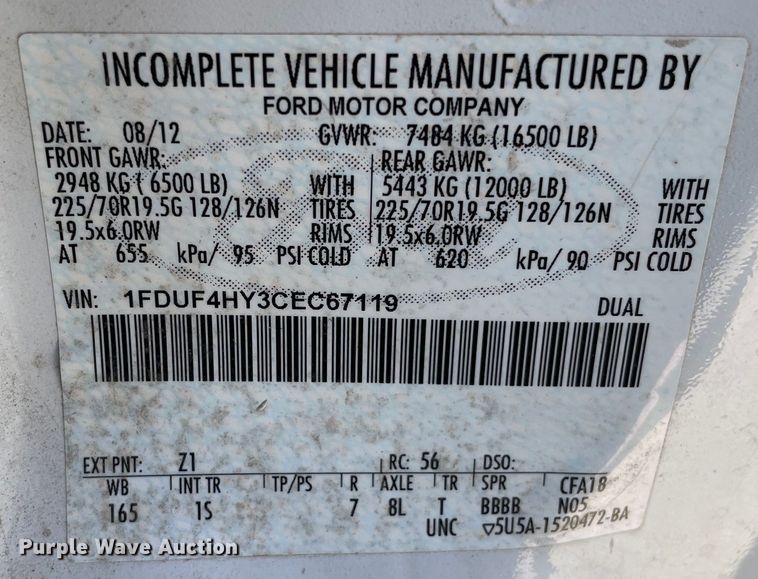 INCOMPLETE VEHICLE MANUFACTURED BY
FORD MOTOR COMPANY
DATE: 08/12 GVWR: 7484 KG (16500 LB)
FRONT GAWR: REAR GAWR:
2948 KG ( 6500 LB) WITH 5443 KG (12000 LB) WITH
225/70R19.5G 128/126N TIRES 225/70R19.5G 128/126N TIRES
19.5x6.0RW RIMS 19.5x6.0RW RIMS
AT 655 kPa/ 95 PSI COLD AT 620 kPa/ 90 PSI COLD
VIN: 1FDUF4HY3CEC67119 DUAL
EXT PNT: Z1 RC: 56 DSO:
WB INT TR TP/PS R AXLE TR SPR CFA18
165 1S 7 8L T BBBB N05
UNC ▽5U5A-1520472-BA
Purple Wave Auction